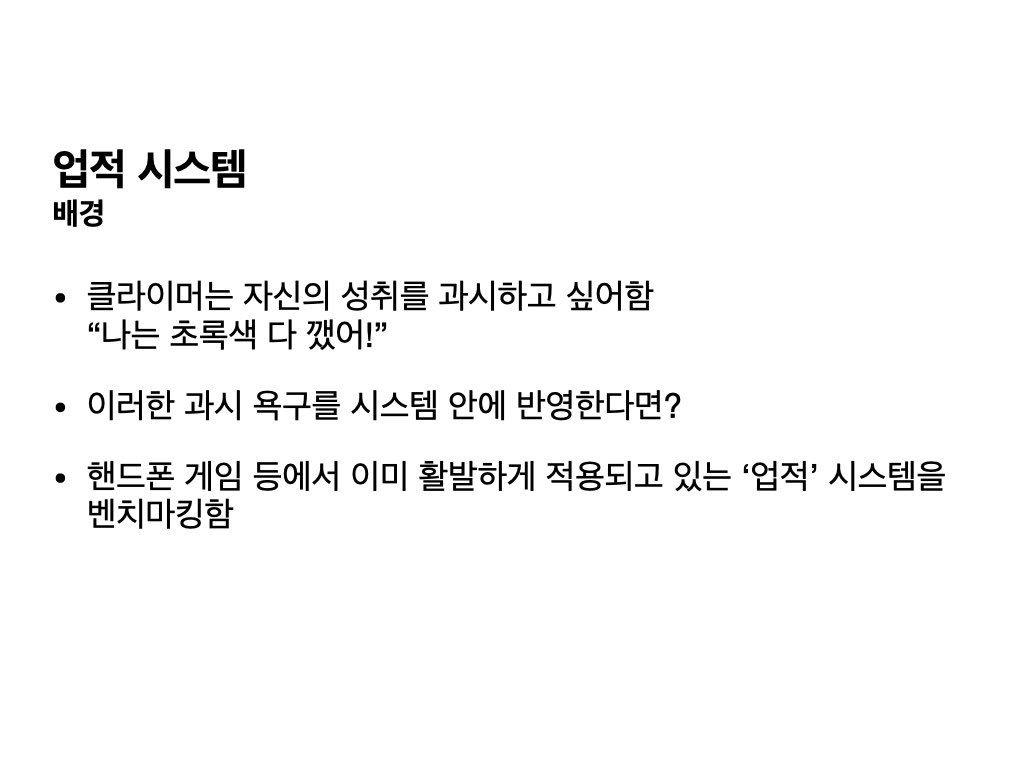 업적 시스템
배경
• 클라이머는 자신의 성취를 과시하고 싶어함
“나는 초록색 다 깼어!”
• 이러한 과시 욕구를 시스템 안에 반영한다면?
• 핸드폰 게임 등에서 이미 활발하게 적용되고 있는 ‘업적’ 시스템을
벤치마킹함